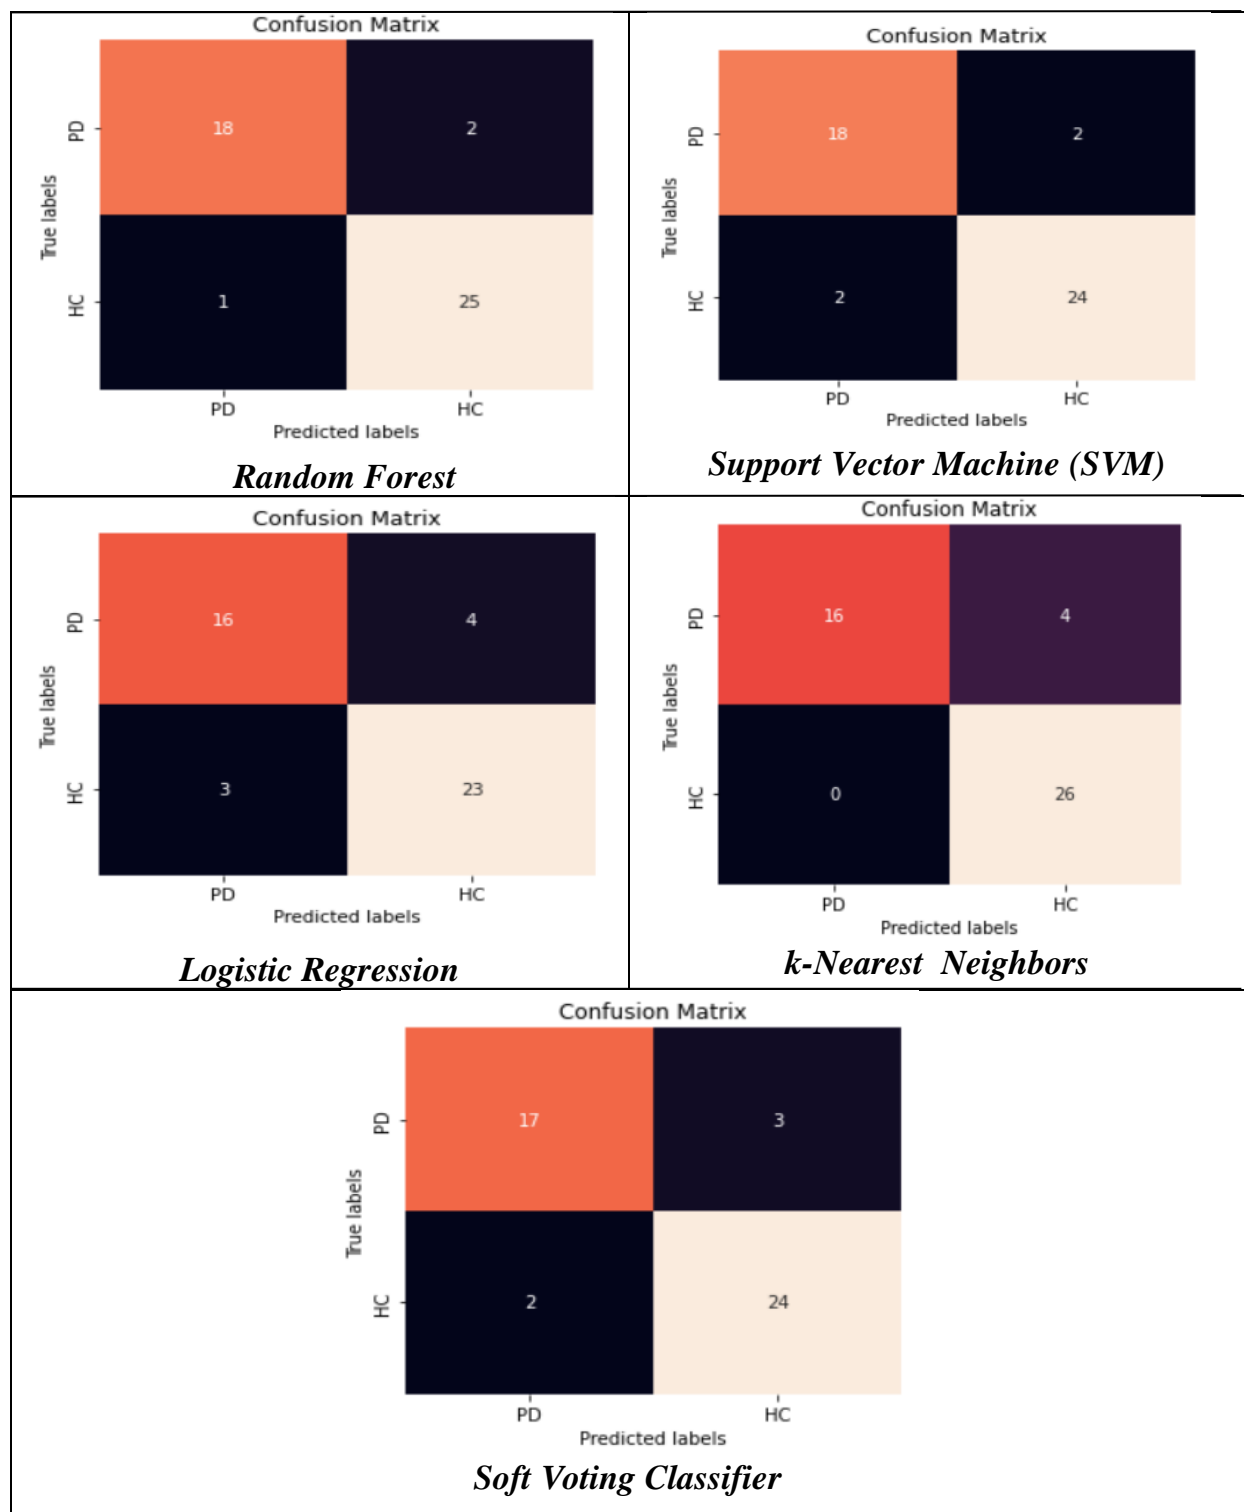 Confusion Matrix
PD
18
2
True labels
HC
1
25
PD
HC
Predicted labels
Random Forest
Confusion Matrix
PD
18
2
True labels
HC
2
24
PD
HC
Predicted labels
Support Vector Machine (SVM)
Confusion Matrix
PD
16
4
True labels
HC
3
23
PD
HC
Predicted labels
Logistic Regression
Confusion Matrix
PD
16
4
True labels
HC
0
26
PD
HC
Predicted labels
k-Nearest Neighbors
Confusion Matrix
PD
17
3
True labels
HC
2
24
PD
HC
Predicted labels
Soft Voting Classifier